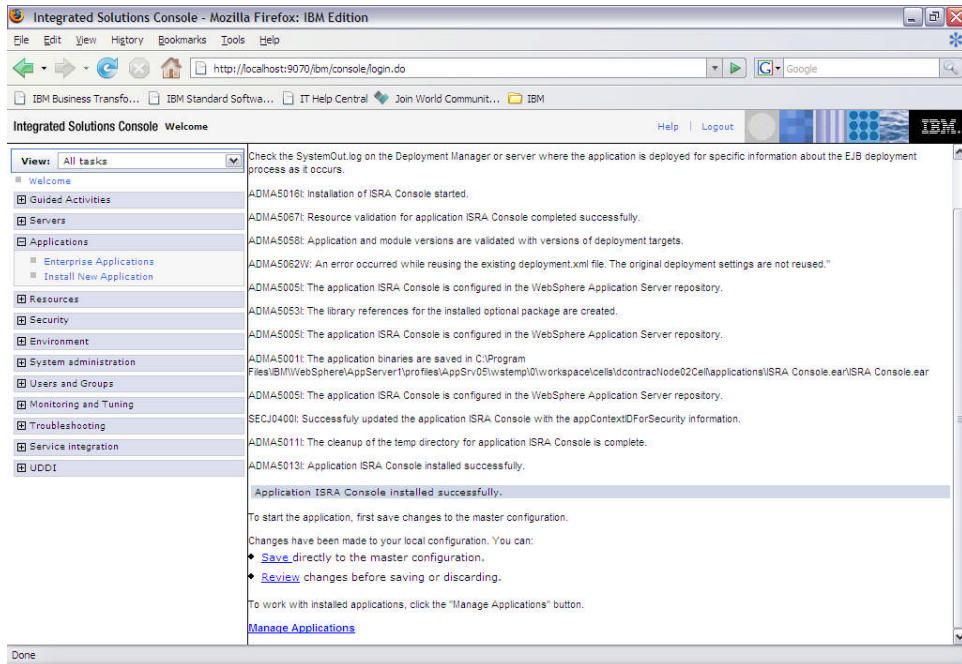 Integrated Solutions Console - Mozilla Firefox: IBM Edition
File Edit View History Bookmarks Tools Help
http://localhost:9070/ibm/console/login.do
G Google
IBM Business Transfo... IBM Standard Softwa... IT Help Central Join World Communit... IBM
Integrated Solutions Console Welcome
Help | Logout
IBM.
View: All tasks
Welcome
Guided Activities
Servers
Applications
Enterprise Applications
Install New Application
Resources
Security
Environment
System administration
Users and Groups
Monitoring and Tuning
Troubleshooting
Service integration
UDDI
Check the SystemOut.log on the Deployment Manager or server where the application is deployed for specific information about the EJB deployment
process as it occurs.
ADMA5016I: Installation of ISRA Console started.
ADMA5067I: Resource validation for application ISRA Console completed successfully.
ADMA5058I: Application and module versions are validated with versions of deployment targets.
ADMA5062W: An error occurred while reusing the existing deployment.xml file. The original deployment settings are not reused."
ADMA5005I: The application ISRA Console is configured in the WebSphere Application Server repository.
ADMA5053I: The library references for the installed optional package are created.
ADMA5005I: The application ISRA Console is configured in the WebSphere Application Server repository.
ADMA5001I: The application binaries are saved in C:\Program
Files\IBM\WebSphere\AppServer1\profiles\AppSrv05\wstemp\0\workspace\cells\dcontracNode02Cell\applications\ISRA Console.ear\ISRA Console.ear
ADMA5005I: The application ISRA Console is configured in the WebSphere Application Server repository.
SECJ0400I: Successfuly updated the application ISRA Console with the appContextIDForSecurity information.
ADMA5011I: The cleanup of the temp directory for application ISRA Console is complete.
ADMA5013I: Application ISRA Console installed successfully.
Application ISRA Console installed successfully.
To start the application, first save changes to the master configuration.
Changes have been made to your local configuration. You can:
Save directly to the master configuration.
Review changes before saving or discarding.
To work with installed applications, click the "Manage Applications" button.
Manage Applications
Done